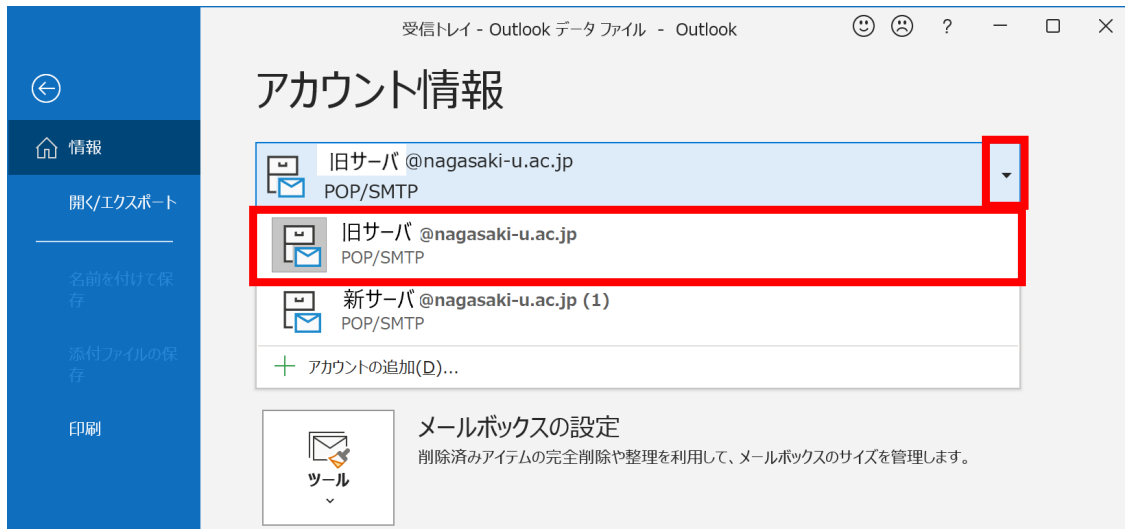 受信トレイ - Outlook データ ファイル - Outlook
?
アカウント情報
情報
旧サーバ @nagasaki-u.ac.jp
POP/SMTP
開く/エクスポート
旧サーバ @nagasaki-u.ac.jp
POP/SMTP
名前を付けて保
存
新サーバ @nagasaki-u.ac.jp (1)
POP/SMTP
添付ファイルの保
存
アカウントの追加(D)...
印刷
メールボックスの設定
削除済みアイテムの完全削除や整理を利用して、メールボックスのサイズを管理します。
ツール